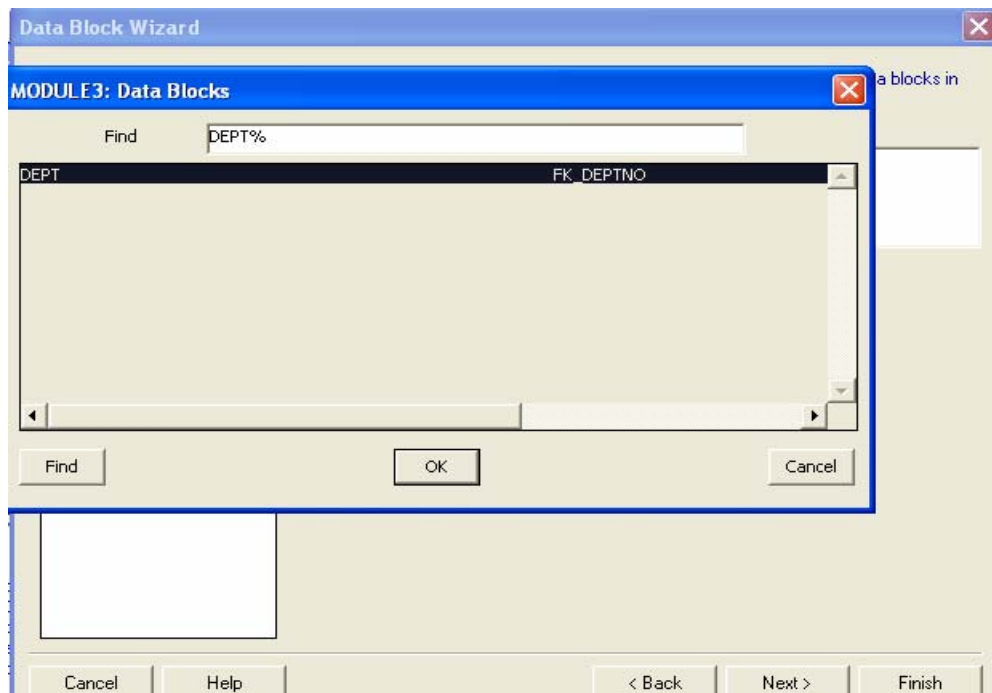 Data Block Wizard
MODULE3: Data Blocks
a blocks in
Find DEPT%
DEPT FK_DEPTNO
Find OK Cancel
Cancel Help < Back Next > Finish